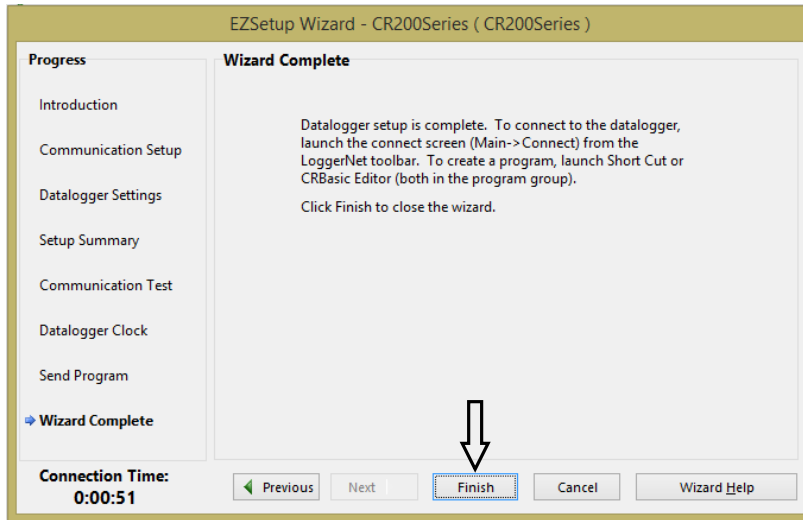 EZSetup Wizard - CR200Series ( CR200Series )
Progress
Introduction
Communication Setup
Datalogger Settings
Setup Summary
Communication Test
Datalogger Clock
Send Program
Wizard Complete
Connection Time:
0:00:51
Wizard Complete
Datalogger setup is complete. To connect to the datalogger,
launch the connect screen (Main->Connect) from the
LoggerNet toolbar. To create a program, launch Short Cut or
CRBasic Editor (both in the program group).
Click Finish to close the wizard.
Previous
Next
Finish
Cancel
Wizard Help